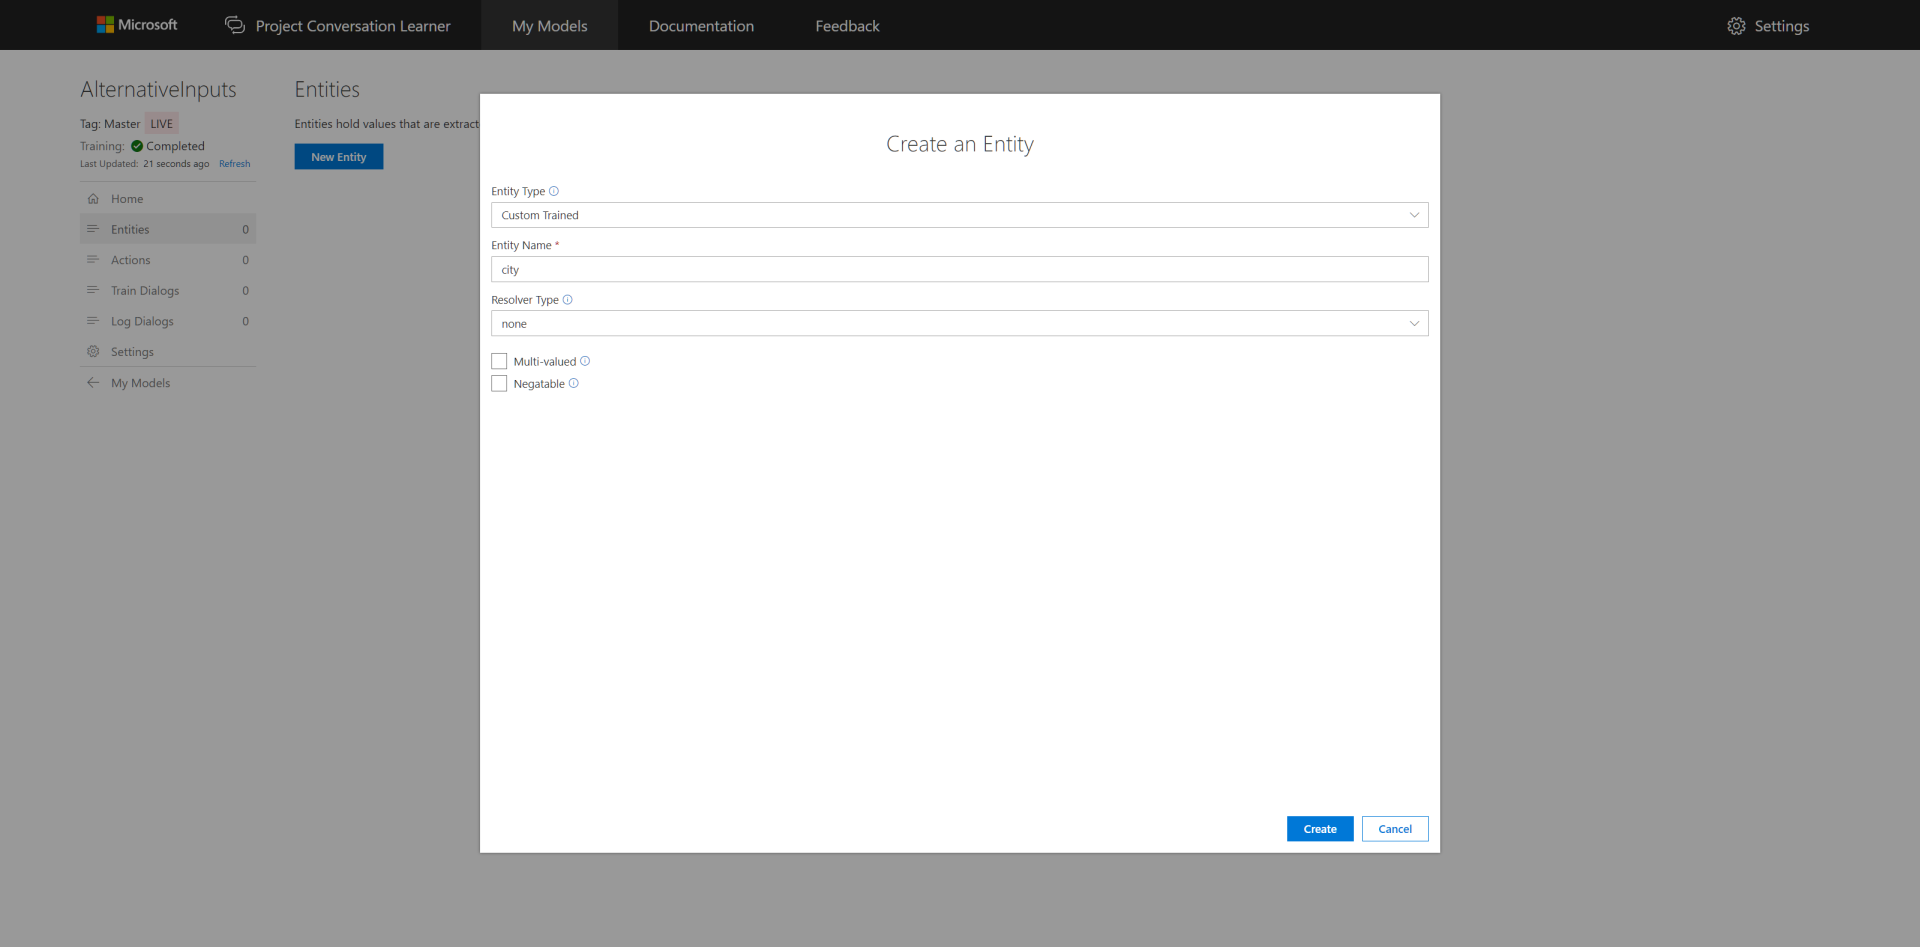 Microsoft Project Conversation Learner My Models Documentation Feedback Settings
AlternativeInputs
Tag: Master LIVE
Training: Completed
Last Updated: 21 seconds ago Refresh
Home
Entities 0
Actions 0
Train Dialogs 0
Log Dialogs 0
Settings
My Models
Entities
Entities hold values that are extract
New Entity
Create an Entity
Entity Type
Custom Trained
Entity Name *
city
Resolver Type
none
Multi-valued
Negatable
Create Cancel